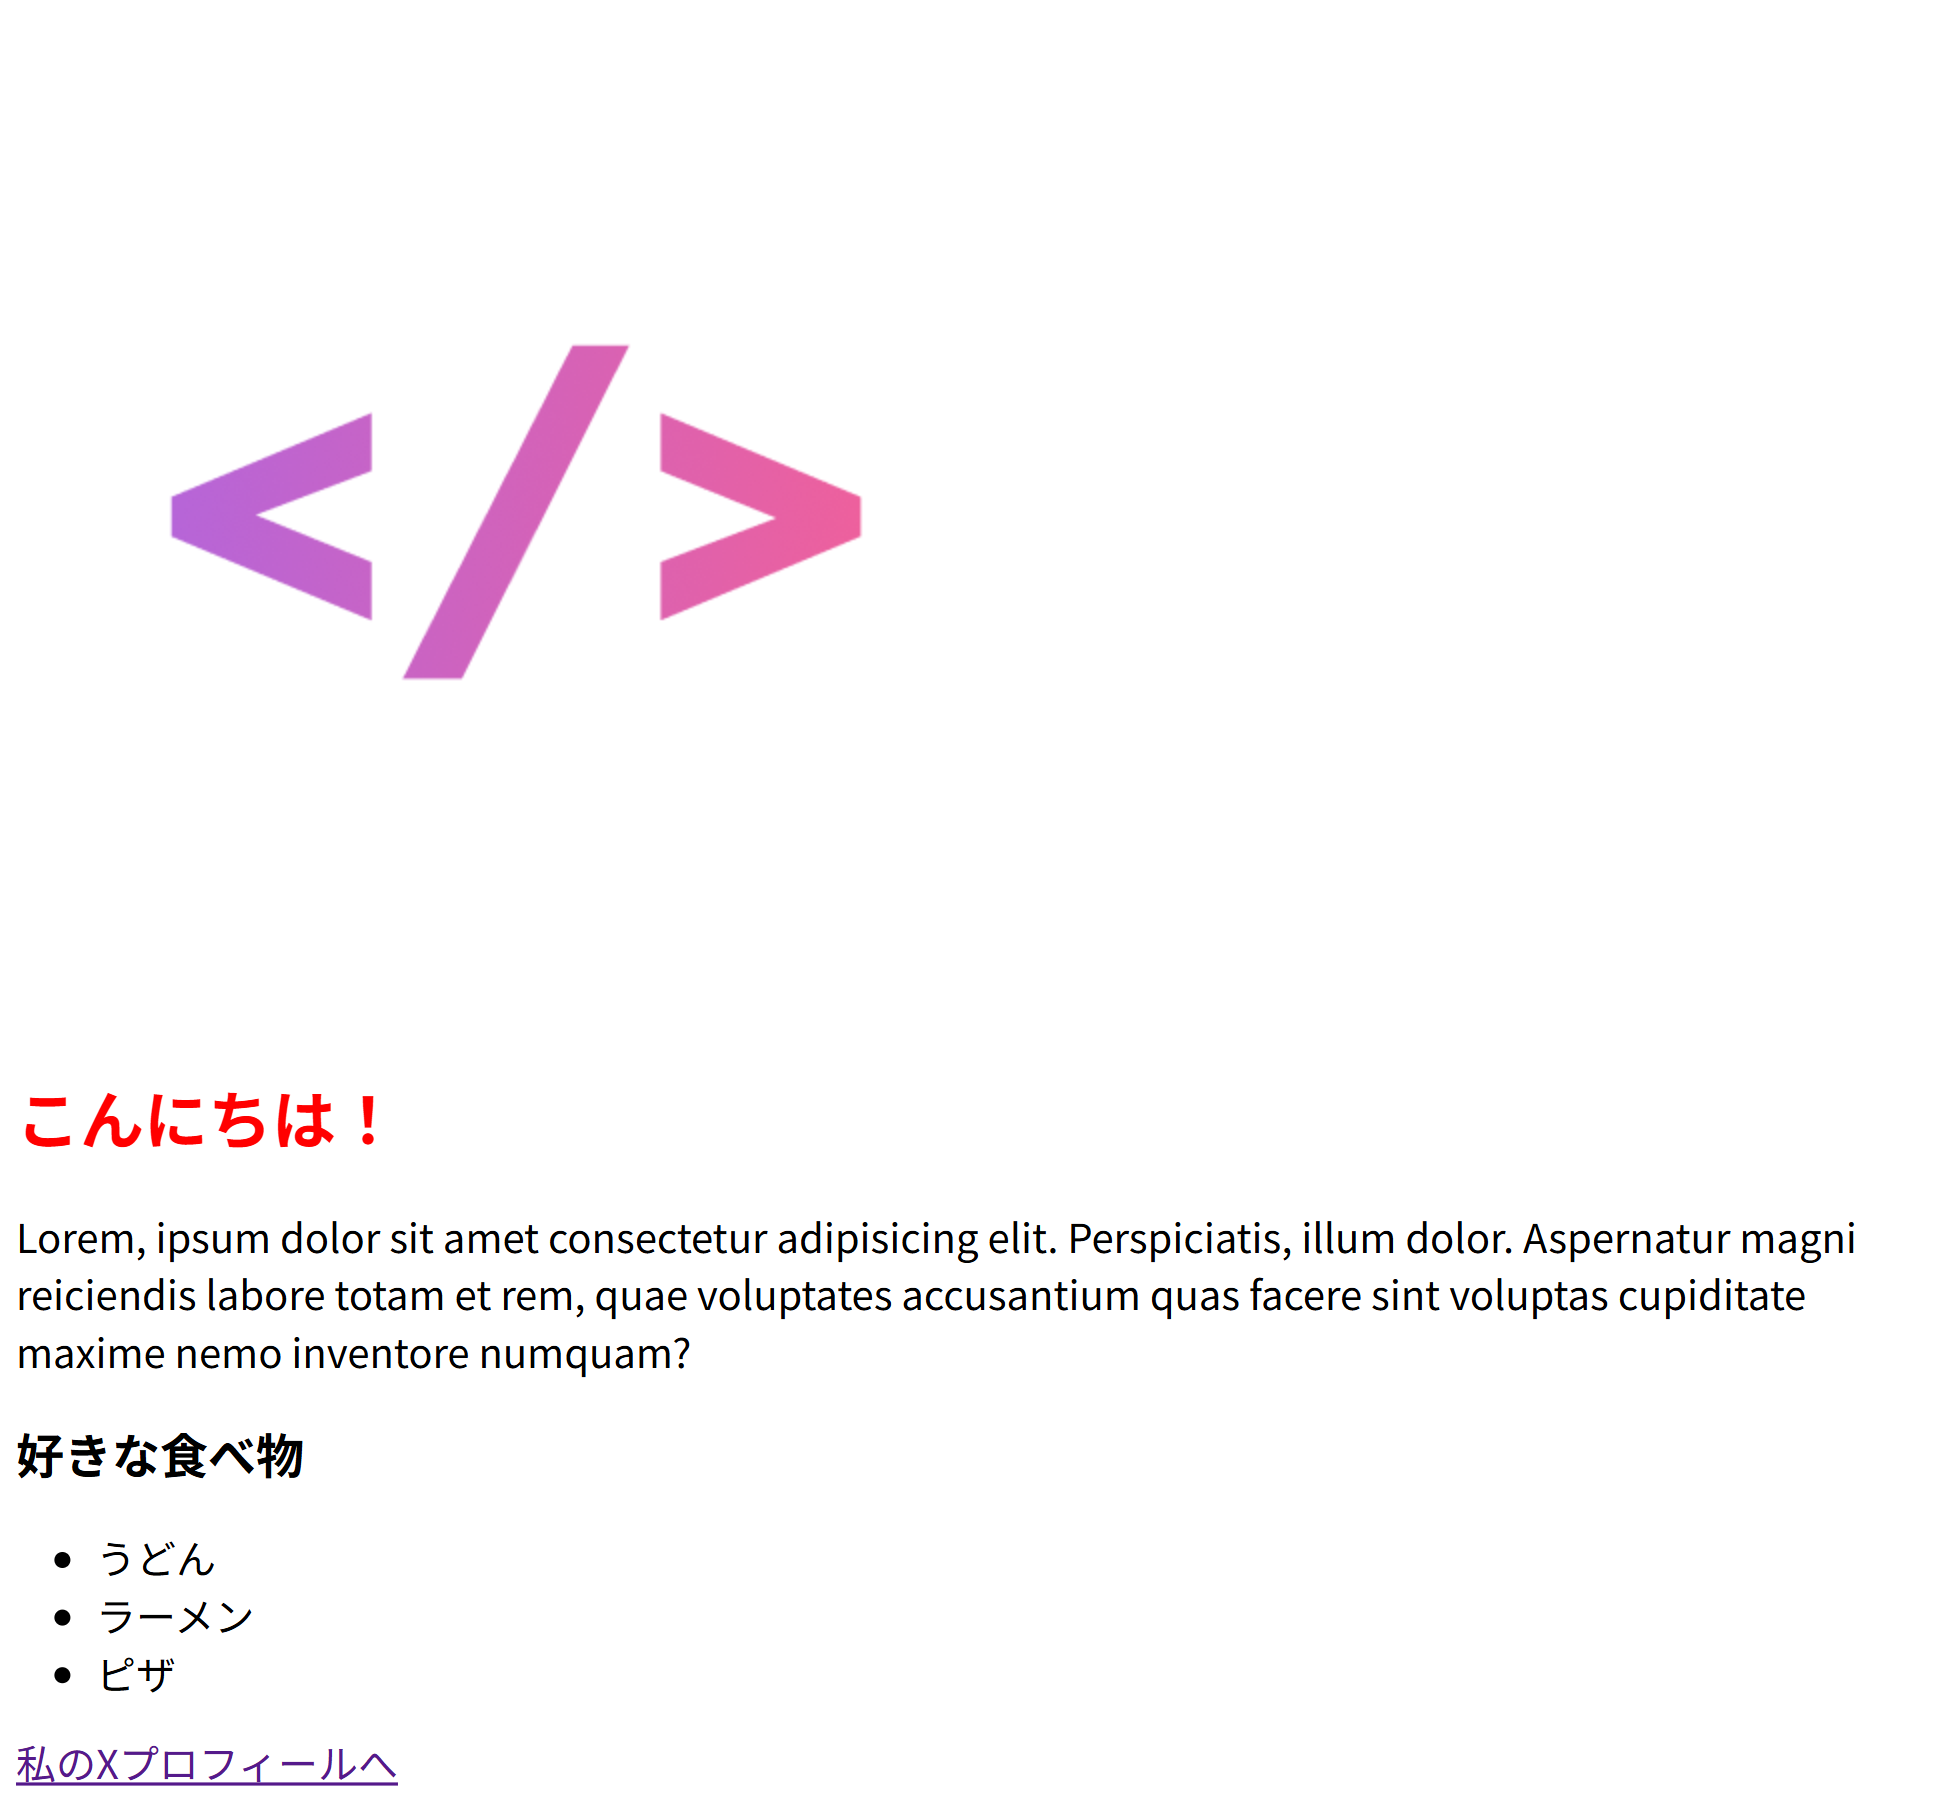 </>
こんにちは！
Lorem, ipsum dolor sit amet consectetur adipisicing elit. Perspiciatis, illum dolor. Aspernatur magni
reiciendis labore totam et rem, quae voluptates accusantium quas facere sint voluptas cupiditate
maxime nemo inventore numquam?
好きな食べ物
• うどん
• ラーメン
• ピザ
私のXプロフィールへ